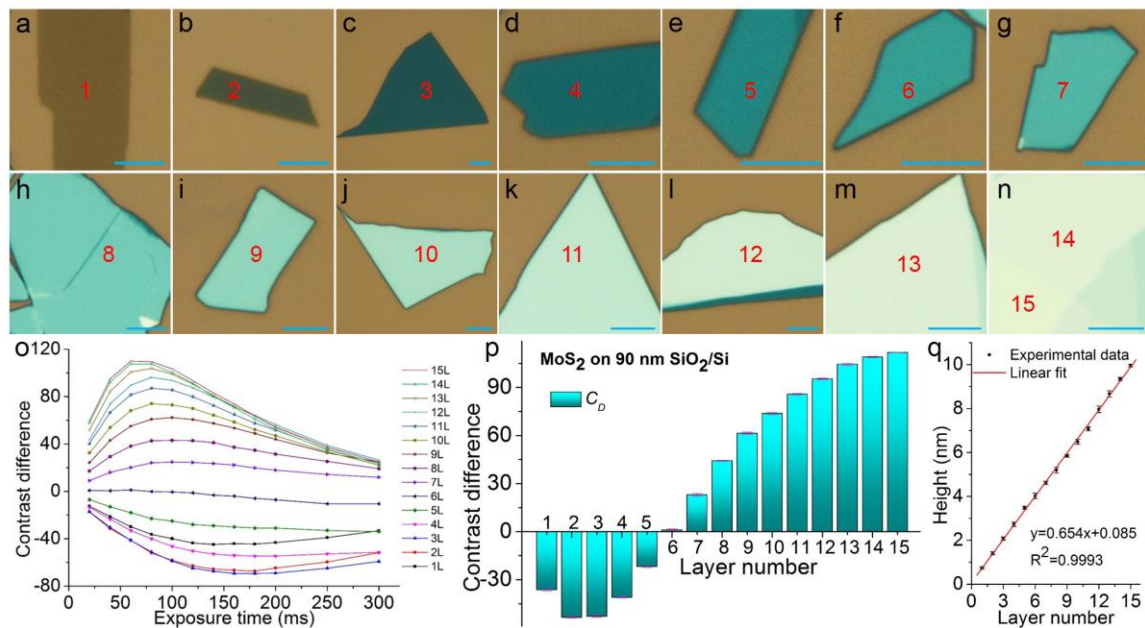 a b c d e f g
1 2 3 4 5 6 7
h i j k l m n
8 9 10 11 12 13 14
15
o
120
80
40
0
-40
-80
0 50 100 150 200 250 300
Contrast difference
Exposure time (ms)
15L
14L
13L
12L
11L
10L
9L
8L
7L
6L
5L
4L
3L
2L
1L
p
MoS2 on 90 nm SiO2/Si
CD
90
60
30
0
-30
Contrast difference
1 2 3 4 5 6 7 8 9 10 11 12 13 14 15
Layer number
q
Experimental data
Linear fit
10
8
6
4
2
0
Height (nm)
y=0.654x+0.085
R2=0.9993
0 3 6 9 12 15
Layer number